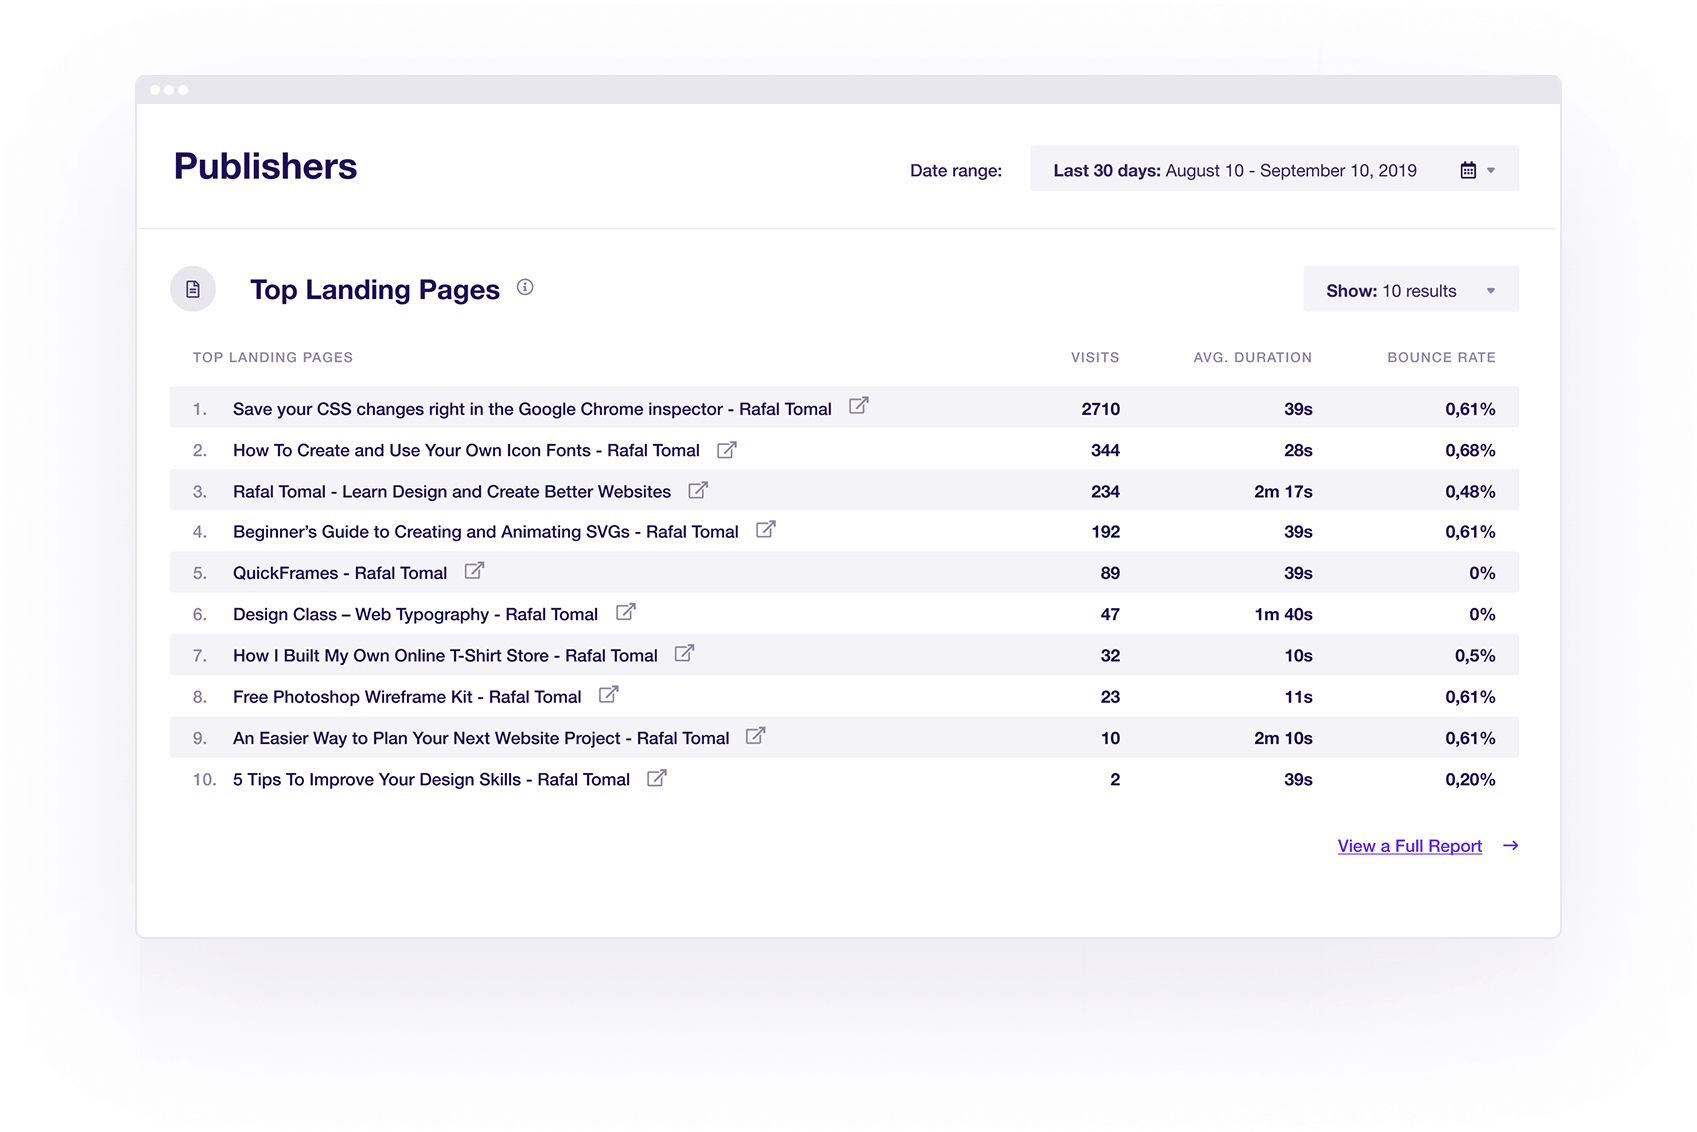 Publishers
Date range: Last 30 days: August 10 - September 10, 2019
Top Landing Pages
Show: 10 results
TOP LANDING PAGES VISITS AVG. DURATION BOUNCE RATE
1. Save your CSS changes right in the Google Chrome inspector - Rafal Tomal 2710 39s 0,61%
2. How To Create and Use Your Own Icon Fonts - Rafal Tomal 344 28s 0,68%
3. Rafal Tomal - Learn Design and Create Better Websites 234 2m 17s 0,48%
4. Beginner’s Guide to Creating and Animating SVGs - Rafal Tomal 192 39s 0,61%
5. QuickFrames - Rafal Tomal 89 39s 0%
6. Design Class – Web Typography - Rafal Tomal 47 1m 40s 0%
7. How I Built My Own Online T-Shirt Store - Rafal Tomal 32 10s 0,5%
8. Free Photoshop Wireframe Kit - Rafal Tomal 23 11s 0,61%
9. An Easier Way to Plan Your Next Website Project - Rafal Tomal 10 2m 10s 0,61%
10. 5 Tips To Improve Your Design Skills - Rafal Tomal 2 39s 0,20%
View a Full Report →